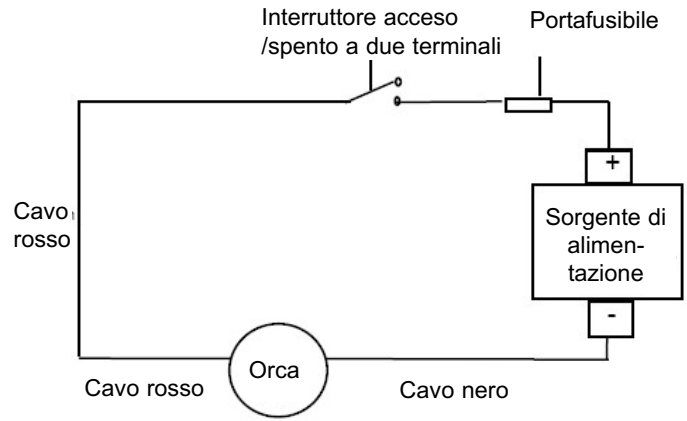 Interruttore acceso
/spento a due terminali
Portafusibile
+
Cavo
rosso
Sorgente di
alimen-
tazione
-
Orca
Cavo rosso
Cavo nero